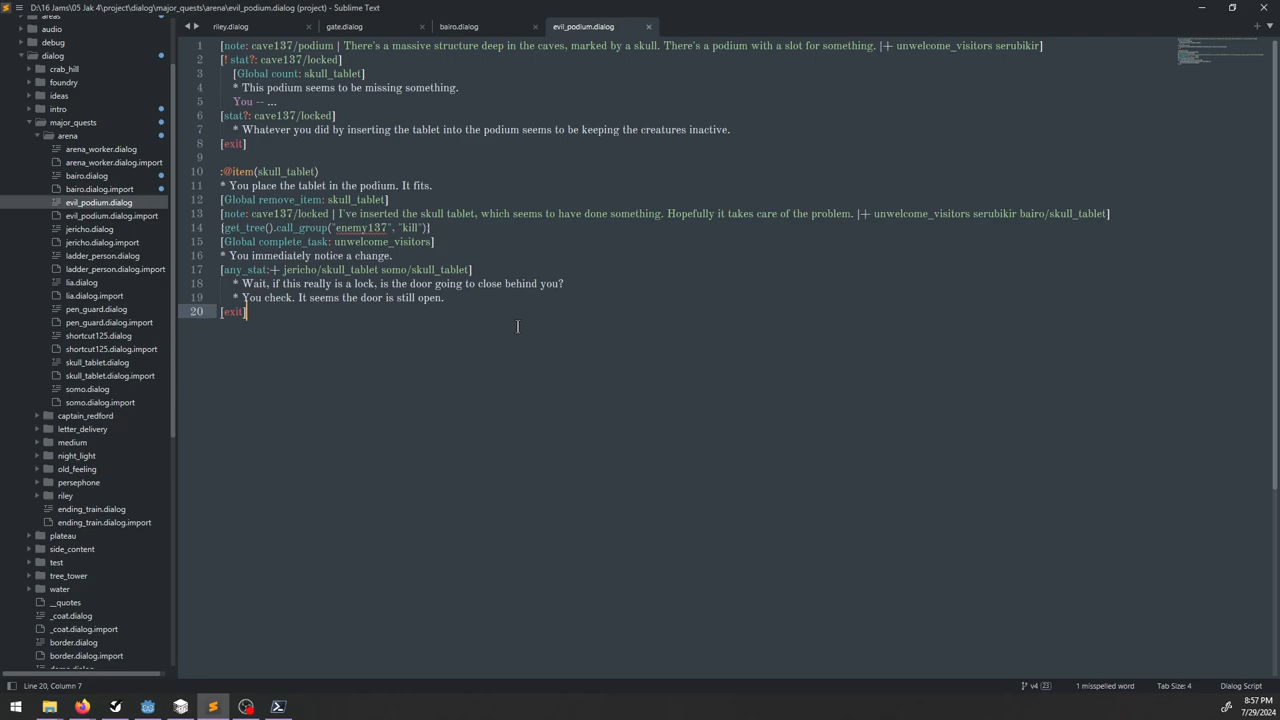 D:\16 Jams\05 Jak 4\project\dialog\major_quests\arena\evil_podium.dialog (project) - Sublime Text
areas
audio
debug
dialog
crab_hill
foundry
ideas
intro
major_quests
arena
arena_worker.dialog
arena_worker.dialog.import
bairo.dialog
bairo.dialog.import
evil_podium.dialog
evil_podium.dialog.import
jericho.dialog
jericho.dialog.import
ladder_person.dialog
ladder_person.dialog.import
lia.dialog
lia.dialog.import
pen_guard.dialog
pen_guard.dialog.import
shortcut125.dialog
shortcut125.dialog.import
skull_tablet.dialog
skull_tablet.dialog.import
somo.dialog
somo.dialog.import
captain_redford
letter_delivery
medium
night_light
old_feeling
persephone
riley
ending_train.dialog
ending_train.dialog.import
plateau
side_content
test
tree_tower
water
__quotes
_coat.dialog
_coat.dialog.import
border.dialog
border.dialog.import
riley.dialog
gate.dialog
bairo.dialog
evil_podium.dialog
1 [note: cave137/podium | There's a massive structure deep in the caves, marked by a skull. There's a podium with a slot for something. |+ unwelcome_visitors serubikir]
2 [! stat?: cave137/locked]
3 [Global count: skull_tablet]
4 * This podium seems to be missing something.
5 You -- ...
6 [stat?: cave137/locked]
7 * Whatever you did by inserting the tablet into the podium seems to be keeping the creatures inactive.
8 [exit]
9
10 :@item(skull_tablet)
11 * You place the tablet in the podium. It fits.
12 [Global remove_item: skull_tablet]
13 [note: cave137/locked | I've inserted the skull tablet, which seems to have done something. Hopefully it takes care of the problem. |+ unwelcome_visitors serubikir bairo/skull_tablet]
14 {get_tree().call_group("enemy137", "kill")}
15 [Global complete_task: unwelcome_visitors]
16 * You immediately notice a change.
17 [any_stat:+ jericho/skull_tablet somo/skull_tablet]
18 * Wait, if this really is a lock, is the door going to close behind you?
19 * You check. It seems the door is still open.
20 [exit]
Line 20, Column 7
v4 23
1 misspelled word
Tab Size: 4
Dialog Script
8:57 PM
7/29/2024